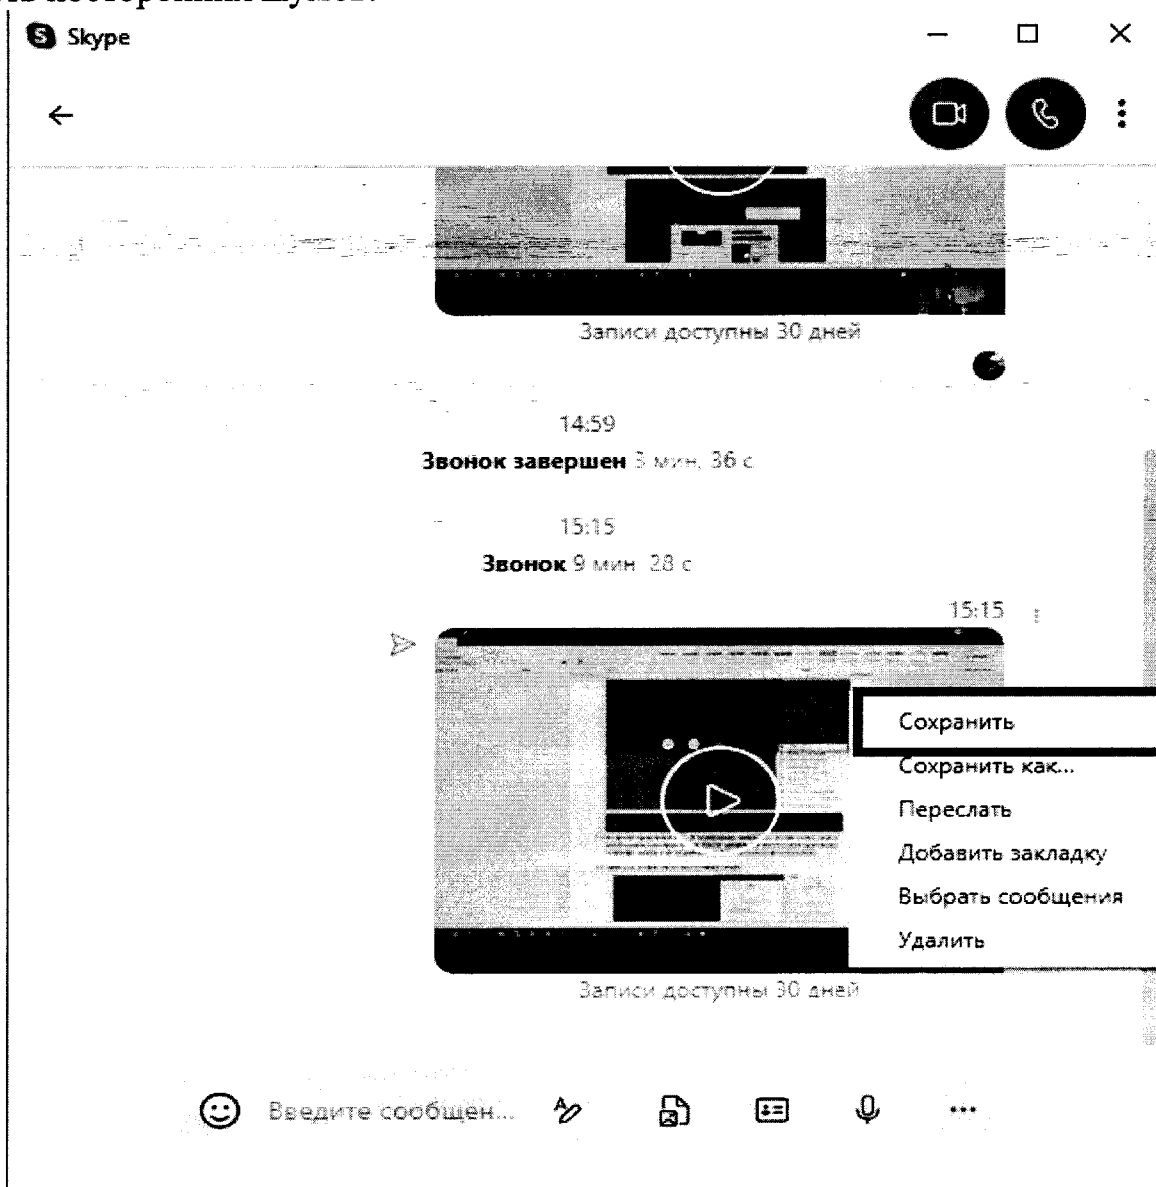 Skype
Записи доступны 30 дней
14:59
Звонок завершен 3 мин, 36 с
15:15
Звонок 9 мин 28 с
15:15
Сохранить
Сохранить как...
Переслать
Добавить закладку
Выбрать сообщения
Удалить
Записи доступны 30 дней
Введите сообщен...